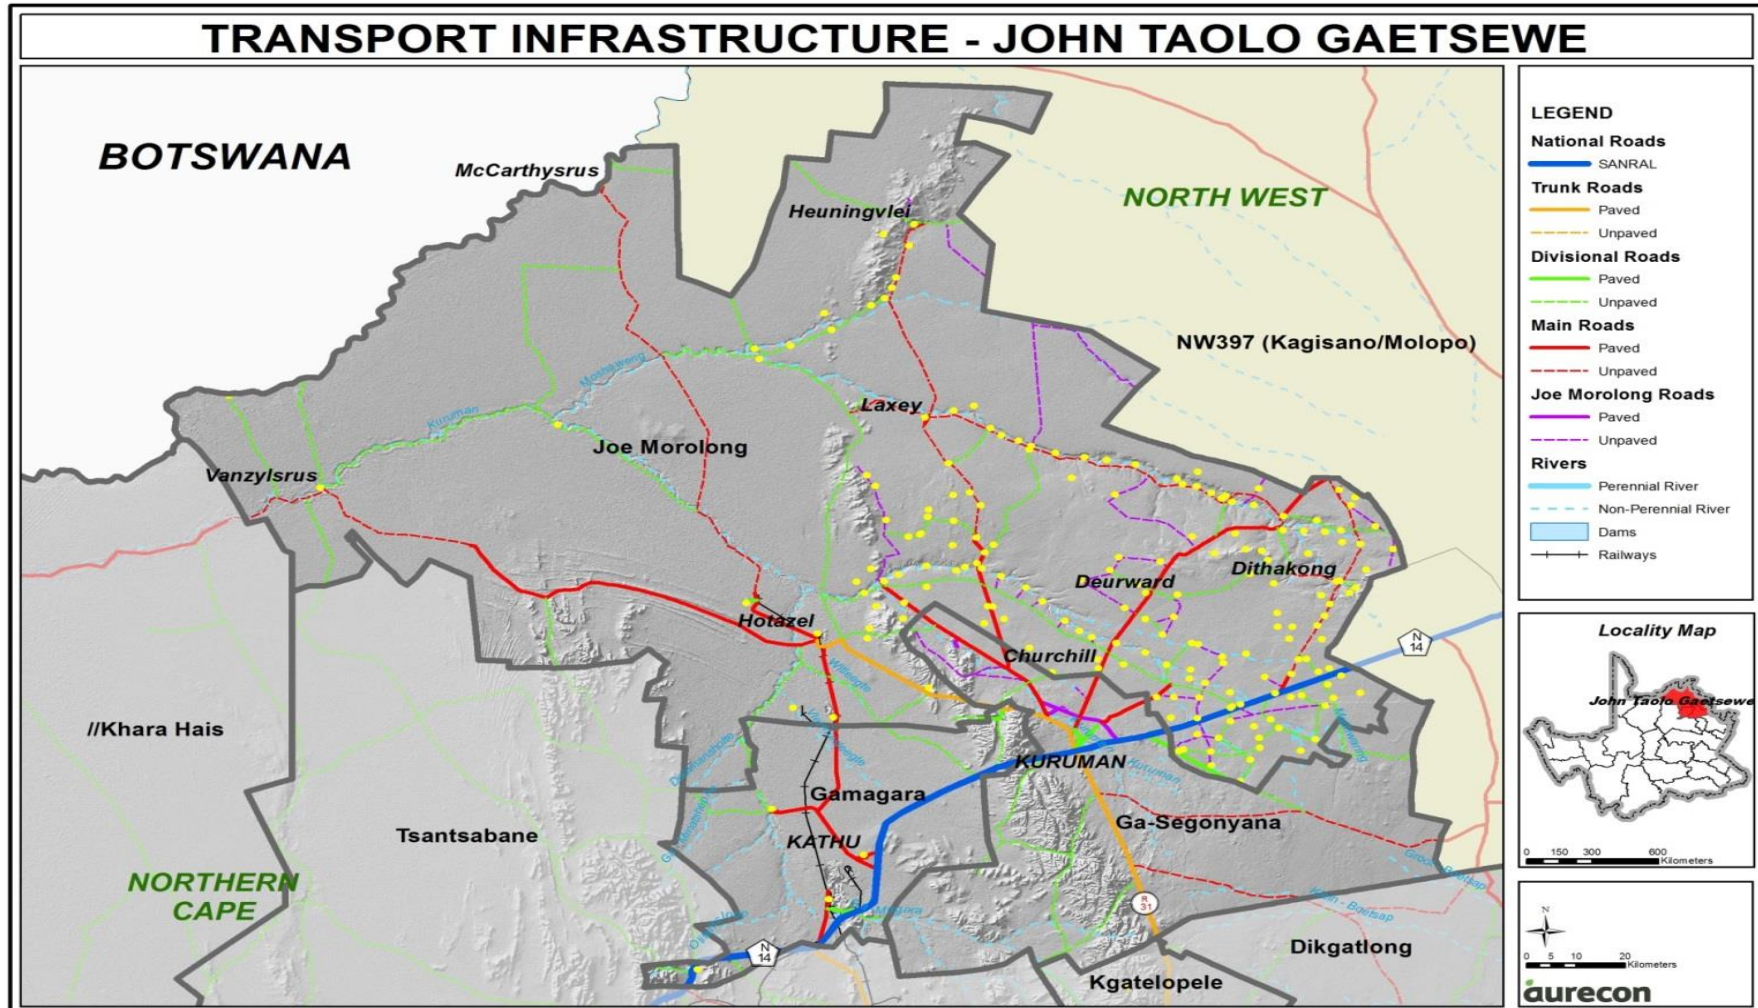 TRANSPORT INFRASTRUCTURE - JOHN TAOLO GAETSEWE
BOTSWANA
McCarthysrus
Heuningvlei
NORTH WEST
NW397 (Kagisano/Molopo)
Moshaweng
Laxey
Kuruman
Joe Morolong
Vanzylsrus
Deurward
Dithakong
Hotazel
Churchill
N
14
Witleegte
//Khara Hais
KURUMAN
Kuruman
Gamagara
Ga-Segonyana
Tsantsabane
KATHU
NORTHERN
CAPE
R
31
N
14
Dikgatlong
Kgatelopele
LEGEND
National Roads
SANRAL
Trunk Roads
Paved
Unpaved
Divisional Roads
Paved
Unpaved
Main Roads
Paved
Unpaved
Joe Morolong Roads
Paved
Unpaved
Rivers
Perennial River
Non-Perennial River
Dams
Railways
Locality Map
John Taolo Gaetsewe
0 150 300 600
Kilometers
N
0 5 10 20
Kilometers
aurecon